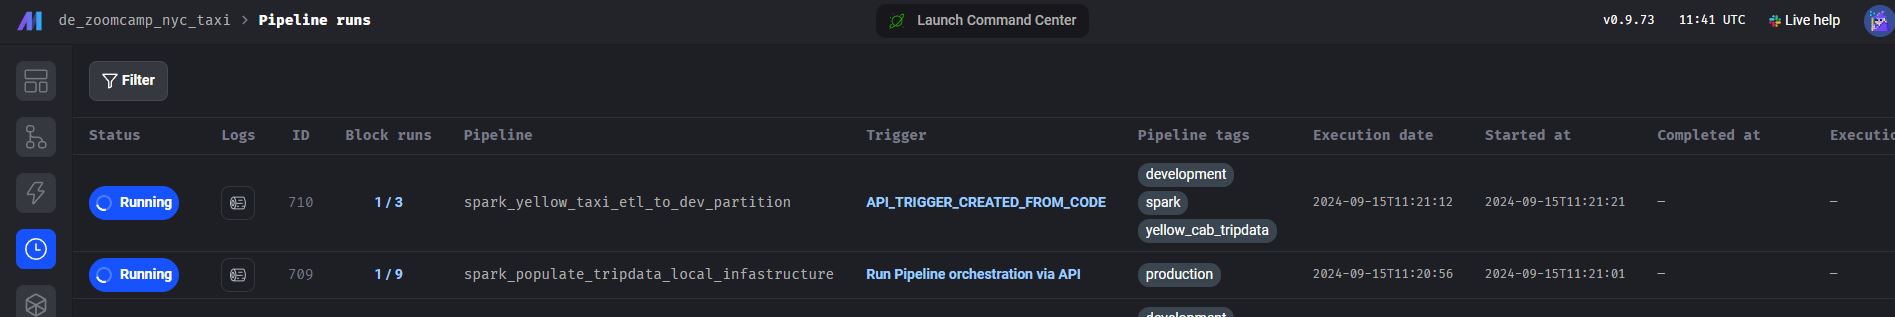 de_zoomcamp_nyc_taxi > Pipeline runs
Launch Command Center
v0.9.73 11:41 UTC Live help
Filter
Status Logs ID Block runs Pipeline Trigger Pipeline tags Execution date Started at Completed at Executio
Running 710 1 / 3 spark_yellow_taxi_etl_to_dev_partition API_TRIGGER_CREATED_FROM_CODE development
spark
yellow_cab_tripdata 2024-09-15T11:21:12 2024-09-15T11:21:21 — —
Running 709 1 / 9 spark_populate_tripdata_local_infastructure Run Pipeline orchestration via API production 2024-09-15T11:20:56 2024-09-15T11:21:01 — —
development